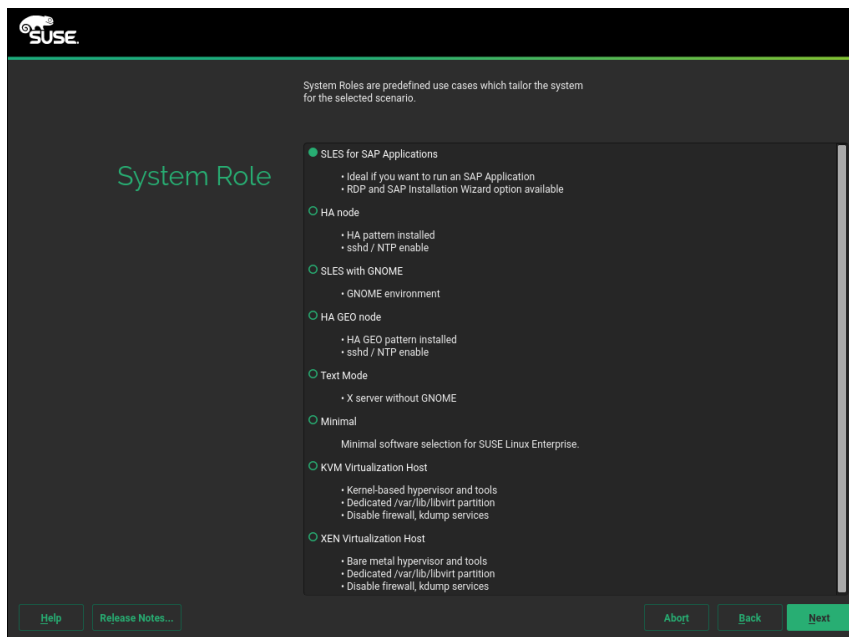 SUSE.
System Roles are predefined use cases which tailor the system
for the selected scenario.
System Role
SLES for SAP Applications
• Ideal if you want to run an SAP Application
• RDP and SAP Installation Wizard option available
HA node
• HA pattern installed
• sshd / NTP enable
SLES with GNOME
• GNOME environment
HA GEO node
• HA GEO pattern installed
• sshd / NTP enable
Text Mode
• X server without GNOME
Minimal
Minimal software selection for SUSE Linux Enterprise.
KVM Virtualization Host
• Kernel-based hypervisor and tools
• Dedicated /var/lib/libvirt partition
• Disable firewall, kdump services
XEN Virtualization Host
• Bare metal hypervisor and tools
• Dedicated /var/lib/libvirt partition
• Disable firewall, kdump services
Help
Release Notes...
Abort
Back
Next